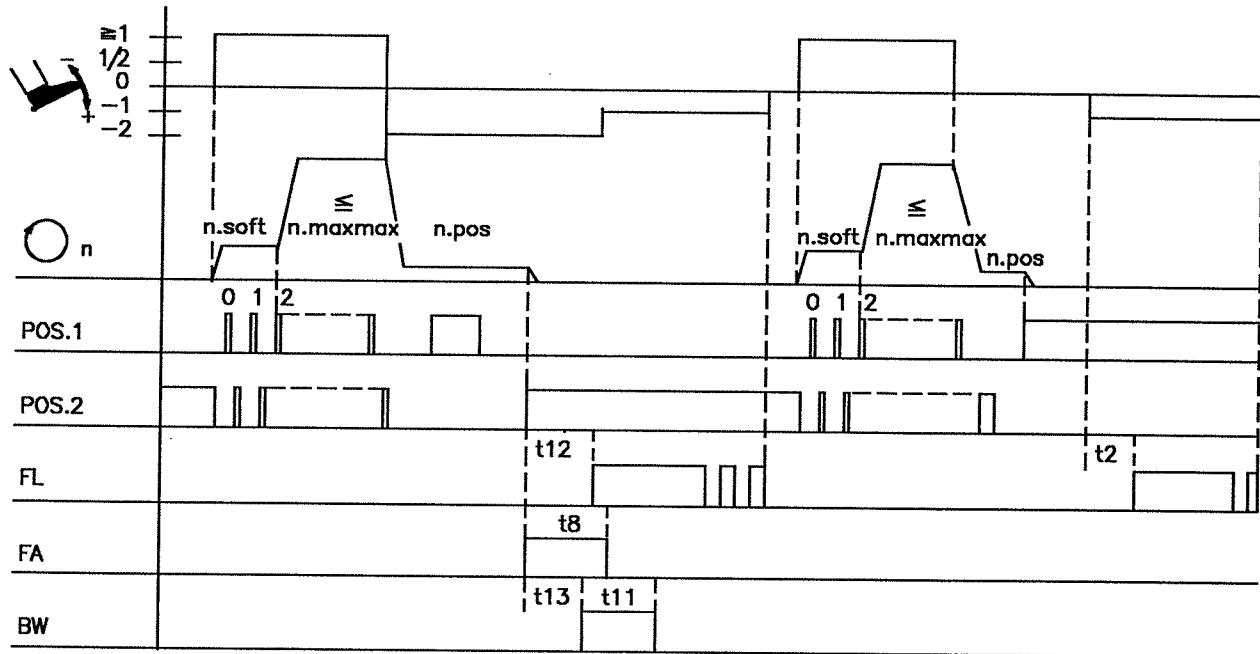 ≧1
1/2
0
−1
−2
− +
n
n.soft
≦
n.maxmax
n.pos
n.soft
≦
n.maxmax
n.pos
0 1 2
0 1 2
POS.1
POS.2
t12
t2
FL
t8
FA
t13 t11
BW